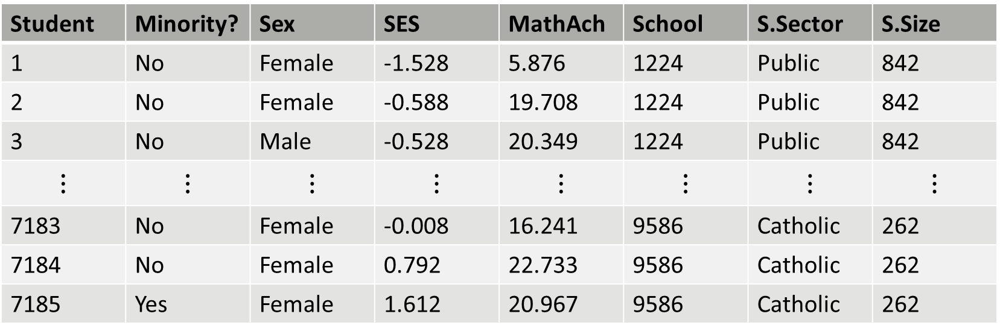 Student Minority? Sex SES MathAch School S.Sector S.Size
1 No Female -1.528 5.876 1224 Public 842
2 No Female -0.588 19.708 1224 Public 842
3 No Male -0.528 20.349 1224 Public 842
⋮ ⋮ ⋮ ⋮ ⋮ ⋮ ⋮ ⋮
7183 No Female -0.008 16.241 9586 Catholic 262
7184 No Female 0.792 22.733 9586 Catholic 262
7185 Yes Female 1.612 20.967 9586 Catholic 262